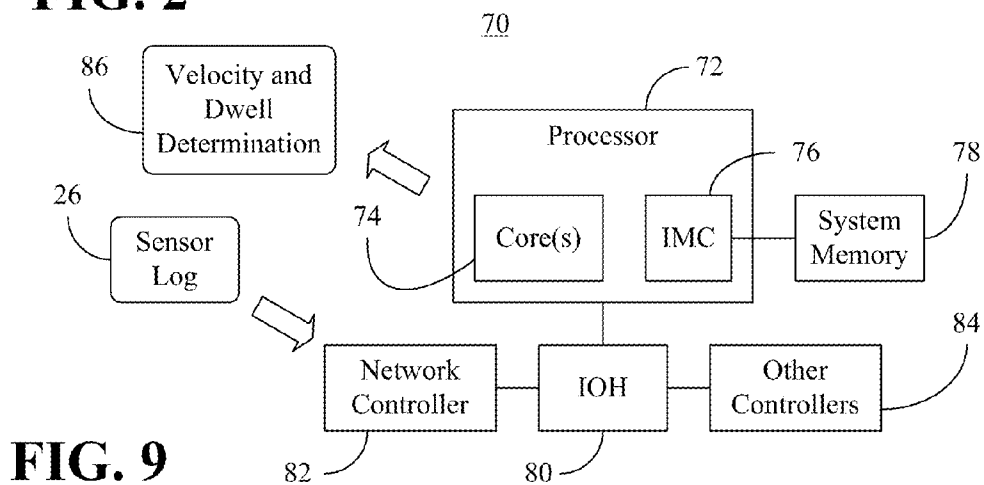 FIG. 2
70
86
Velocity and
Dwell
Determination
72
Processor
76
78
26
Sensor
Log
74
Core(s)
IMC
System
Memory
84
Network
Controller
IOH
Other
Controllers
FIG. 9
82
80